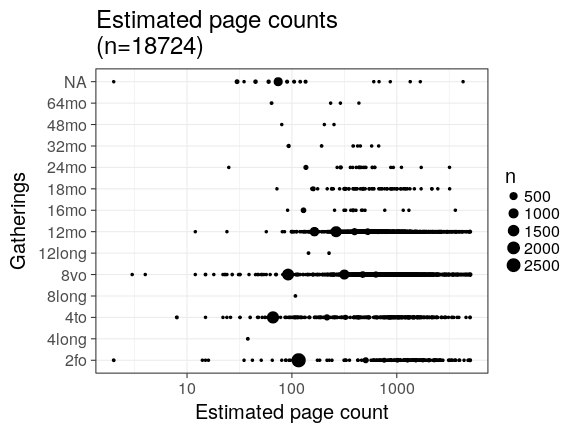 Estimated page counts
(n=18724)
NA
64mo
48mo
32mo
24mo
18mo
16mo
12mo
12long
8vo
8long
4to
4long
2fo
Gatherings
10
100
1000
Estimated page count
n
500
1000
1500
2000
2500